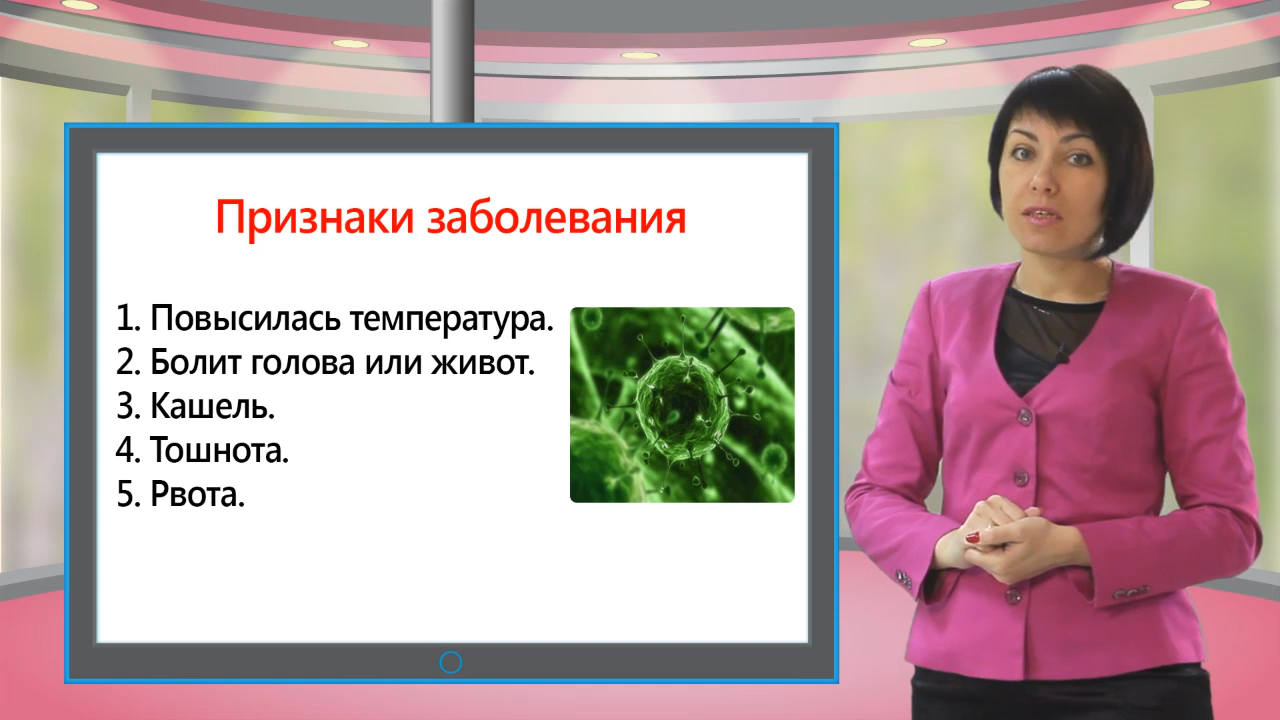 Признаки заболевания
1. Повысилась температура.
2. Болит голова или живот.
3. Кашель.
4. Тошнота.
5. Рвота.